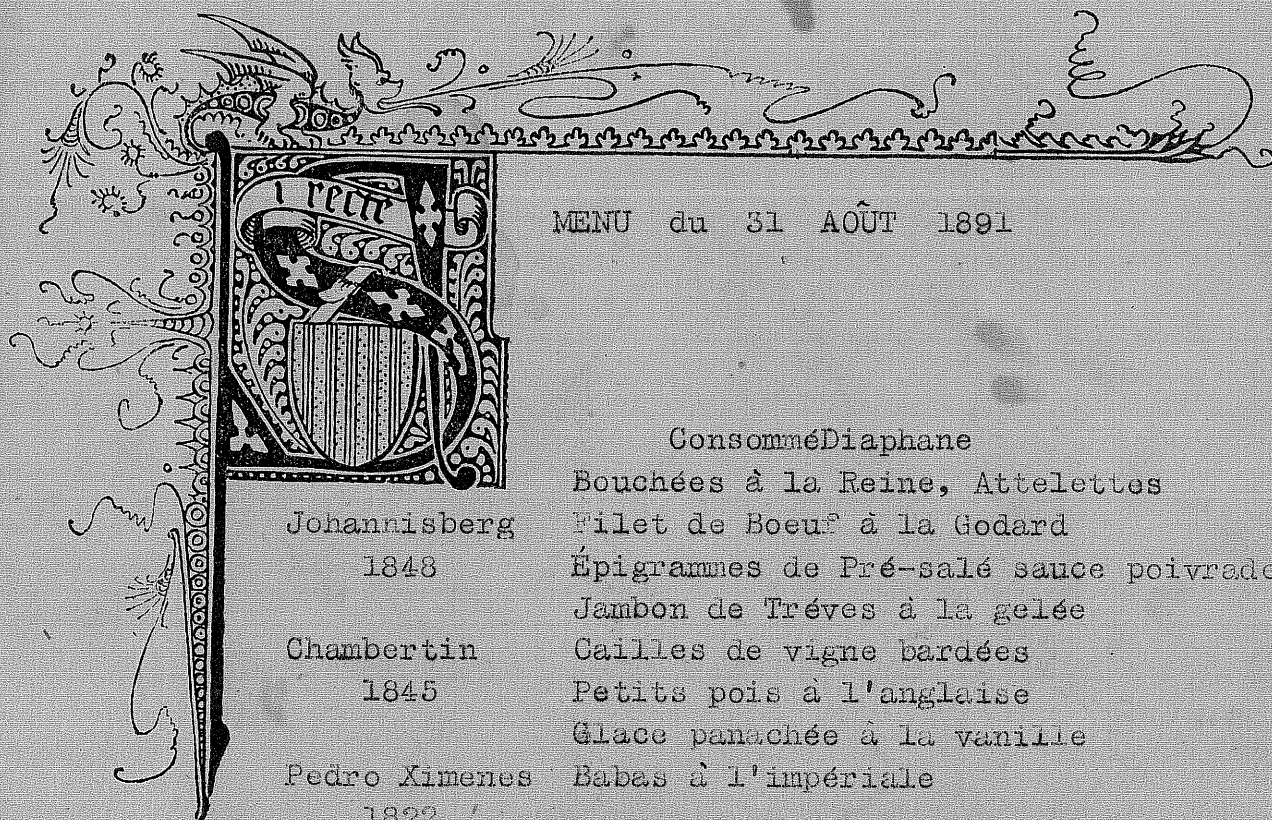 i recte
MENU du 31 AOÛT 1891
ConsomméDiaphane
Bouchées à la Reine, Attelettes
Johannisberg Filet de Boeuf à la Godard
1848 Épigrammes de Pré-salé sauce poivrade
Jambon de Tréves à la gelée
Chambertin Cailles de vigne bardées
1845 Petits pois à l'anglaise
Glace panachée à la vanille
Pedro Ximenes Babas à l'impériale